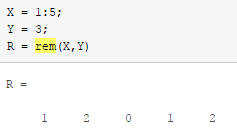 X = 1:5;
Y = 3;
R = rem(X,Y)
R =
1 2 0 1 2